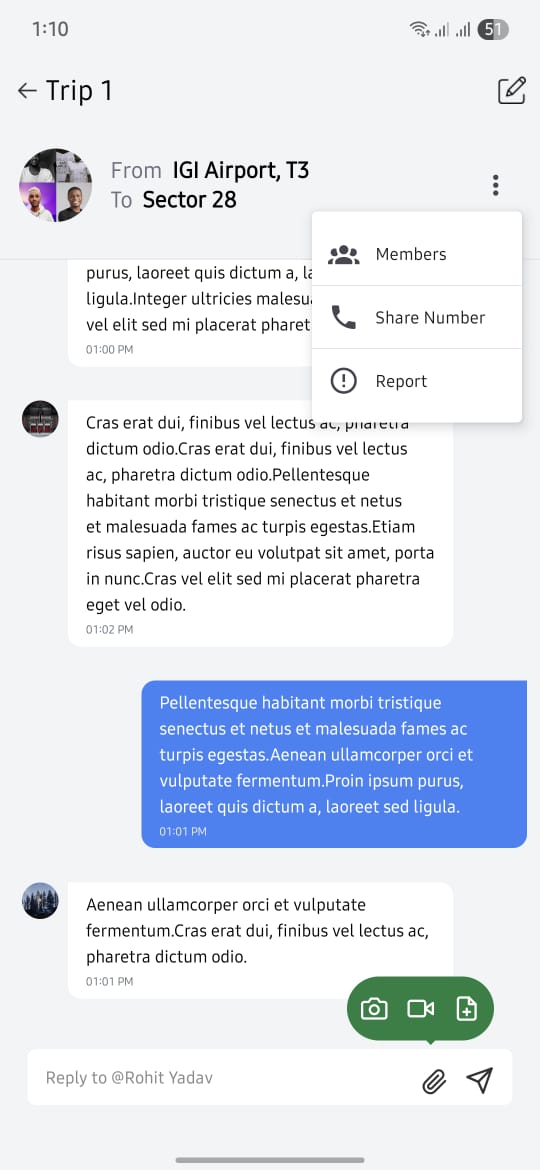 1:10
51
Trip 1
From IGI Airport, T3
To Sector 28
Members
Share Number
Report
purus, laoreet quis dictum a, la
ligula.Integer ultricies malesu
vel elit sed mi placerat pharet
01:00 PM
Cras erat dui, finibus vel lectus ac, pharetra
dictum odio.Cras erat dui, finibus vel lectus
ac, pharetra dictum odio.Pellentesque
habitant morbi tristique senectus et netus
et malesuada fames ac turpis egestas.Etiam
risus sapien, auctor eu volutpat sit amet, porta
in nunc.Cras vel elit sed mi placerat pharetra
eget vel odio.
01:02 PM
Pellentesque habitant morbi tristique
senectus et netus et malesuada fames ac
turpis egestas.Aenean ullamcorper orci et
vulputate fermentum.Proin ipsum purus,
laoreet quis dictum a, laoreet sed ligula.
01:01 PM
Aenean ullamcorper orci et vulputate
fermentum.Cras erat dui, finibus vel lectus ac,
pharetra dictum odio.
01:01 PM
Reply to @Rohit Yadav